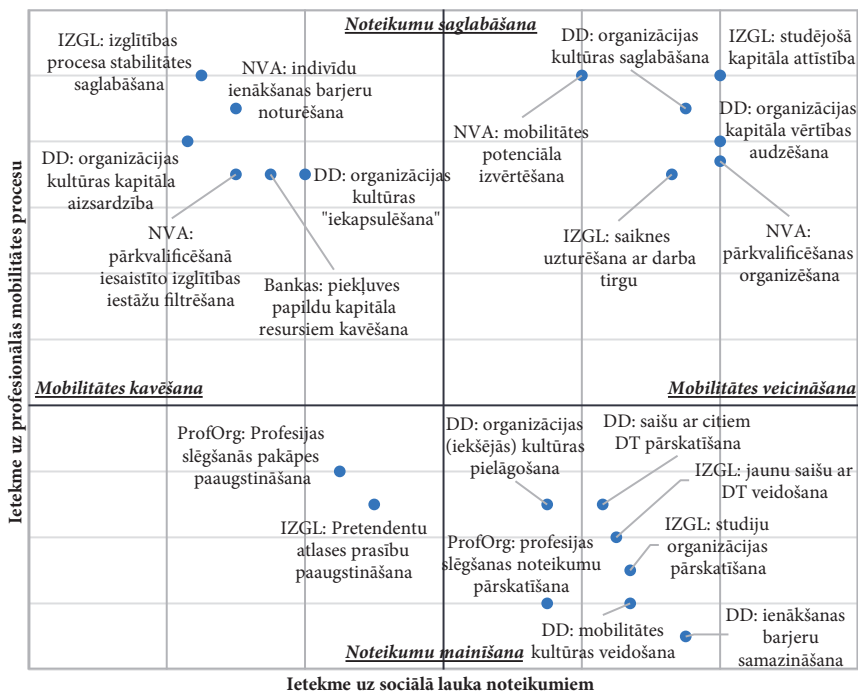 Noteikumu saglabāšana
IZGL: izglītības
procesa stabilitātes
saglabāšana
NVA: indivīdu
ienākšanas barjeru
noturēšana
DD: organizācijas
kultūras kapitāla
aizsardzība
DD: organizācijas
kultūras
"iekapsulēšana"
NVA:
pārkvalificēšanā
iesaistīto izglītības
iestāžu filtrēšana
Bankas: piekļuves
papildu kapitāla
resursiem kavēšana
DD: organizācijas
kultūras saglabāšana
IZGL: studējošā
kapitāla attīstība
NVA: mobilitātes
potenciāla
izvērtēšana
DD: organizācijas
kapitāla vērtības
audzēšana
IZGL: saiknes
uzturēšana ar darba
tirgu
NVA:
pārkvalificēšanas
organizēšana
Mobilitātes kavēšana
Mobilitātes veicināšana
ProfOrg: Profesijas
slēgšanās pakāpes
paaugstināšana
IZGL: Pretendentu
atlases prasību
paaugstināšana
DD: organizācijas
(iekšējās) kultūras
pielāgošana
DD: saišu ar citiem
DT pārskatīšana
IZGL: jaunu saišu ar
DT veidošana
IZGL: studiju
organizācijas
pārskatīšana
ProfOrg: profesijas
slēgšanas noteikumu
pārskatīšana
DD: mobilitātes
kultūras veidošana
DD: ienākšanas
barjeru
samazināšana
Noteikumu mainīšana
Ietekme uz profesionālās mobilitātes procesu
Ietekme uz sociālā lauka noteikumiem